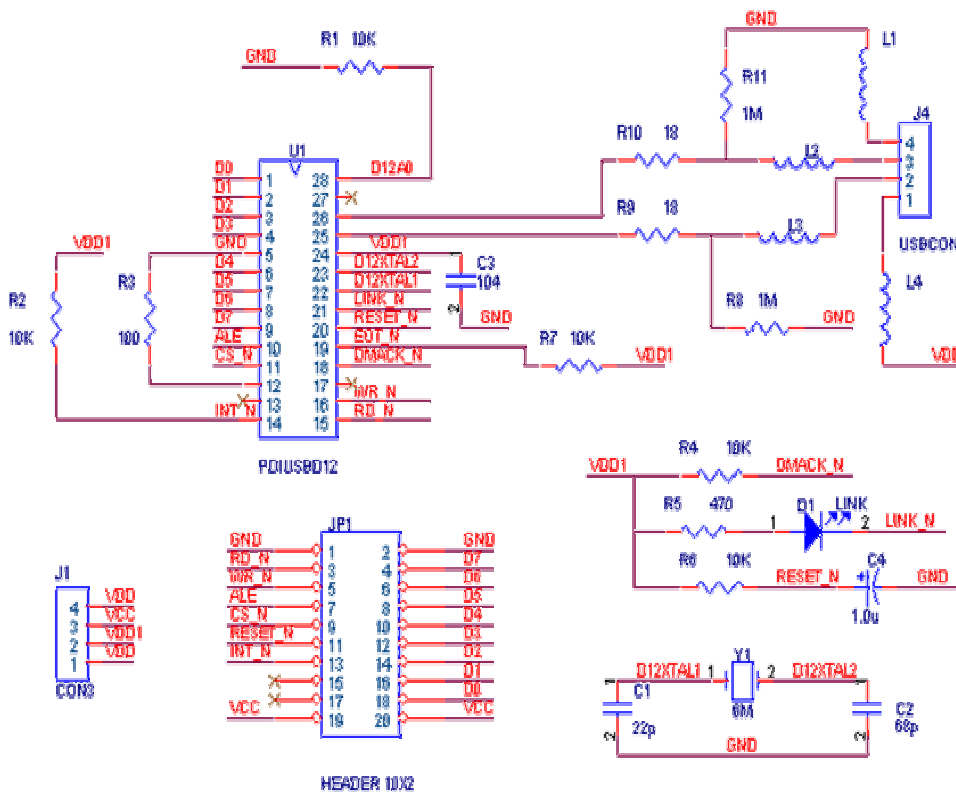 GND
R1 10K
GND
L1
R11
1M
J4
R10 18
L2
4
3
2
1
R9 18
L3
USBCON
U1
D12A0
D0
D1
D2
D3
GND
D4
D5
D6
D7
ALE
CS_N
INT_N
1
2
3
4
5
6
7
8
9
10
11
12
13
14
28
27
26
25
24
23
22
21
20
19
18
17
16
15
VDD1
D12XTAL2
D12XTAL1
LINK_N
RESET_N
EOT_N
DMACK_N
WR_N
RD_N
PDIUSBD12
VDD1
R2
10K
R3
100
1
C3
104
2
GND
R7 10K
VDD1
R8 1M
GND
L4
R4 10K
VDD1
DMACK_N
R5 470
D1
LINK
1
2
LINK_N
R6 10K
RESET_N
C4
GND
1.0u
J1
4 VDD
3 VCC
2 VDD1
1 VDD
CON3
JP1
GND 1 2 GND
RD_N 3 4 D7
WR_N 5 6 D6
ALE 7 8 D5
CS_N 9 10 D4
RESET_N 11 12 D3
INT_N 13 14 D2
15 16 D1
17 18 D0
VCC 19 20 VCC
HEADER 10X2
Y1
D12XTAL1 1
2 D12XTAL2
6M
1
C1
22p
2
GND
1
C2
68p
2